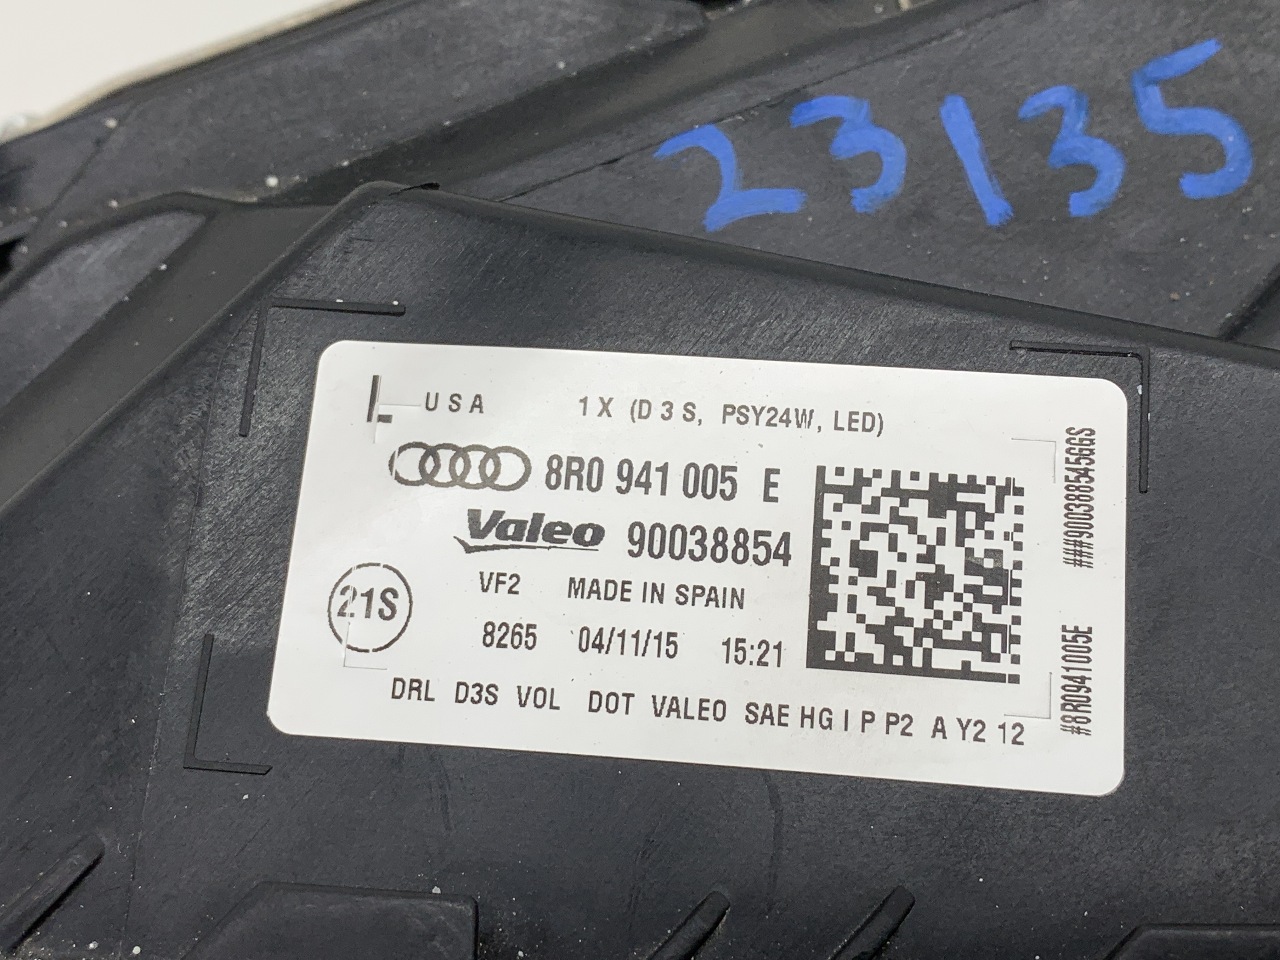 23135
L USA 1X (D3S, PSY24W, LED)
8R0 941 005 E
Valeo 90038854
21S
VF2 MADE IN SPAIN
8265 04/11/15 15:21
DRL D3S VOL DOT VALEO SAE HG I P P2 A Y2 12
###90038854566S
#8R0941005E